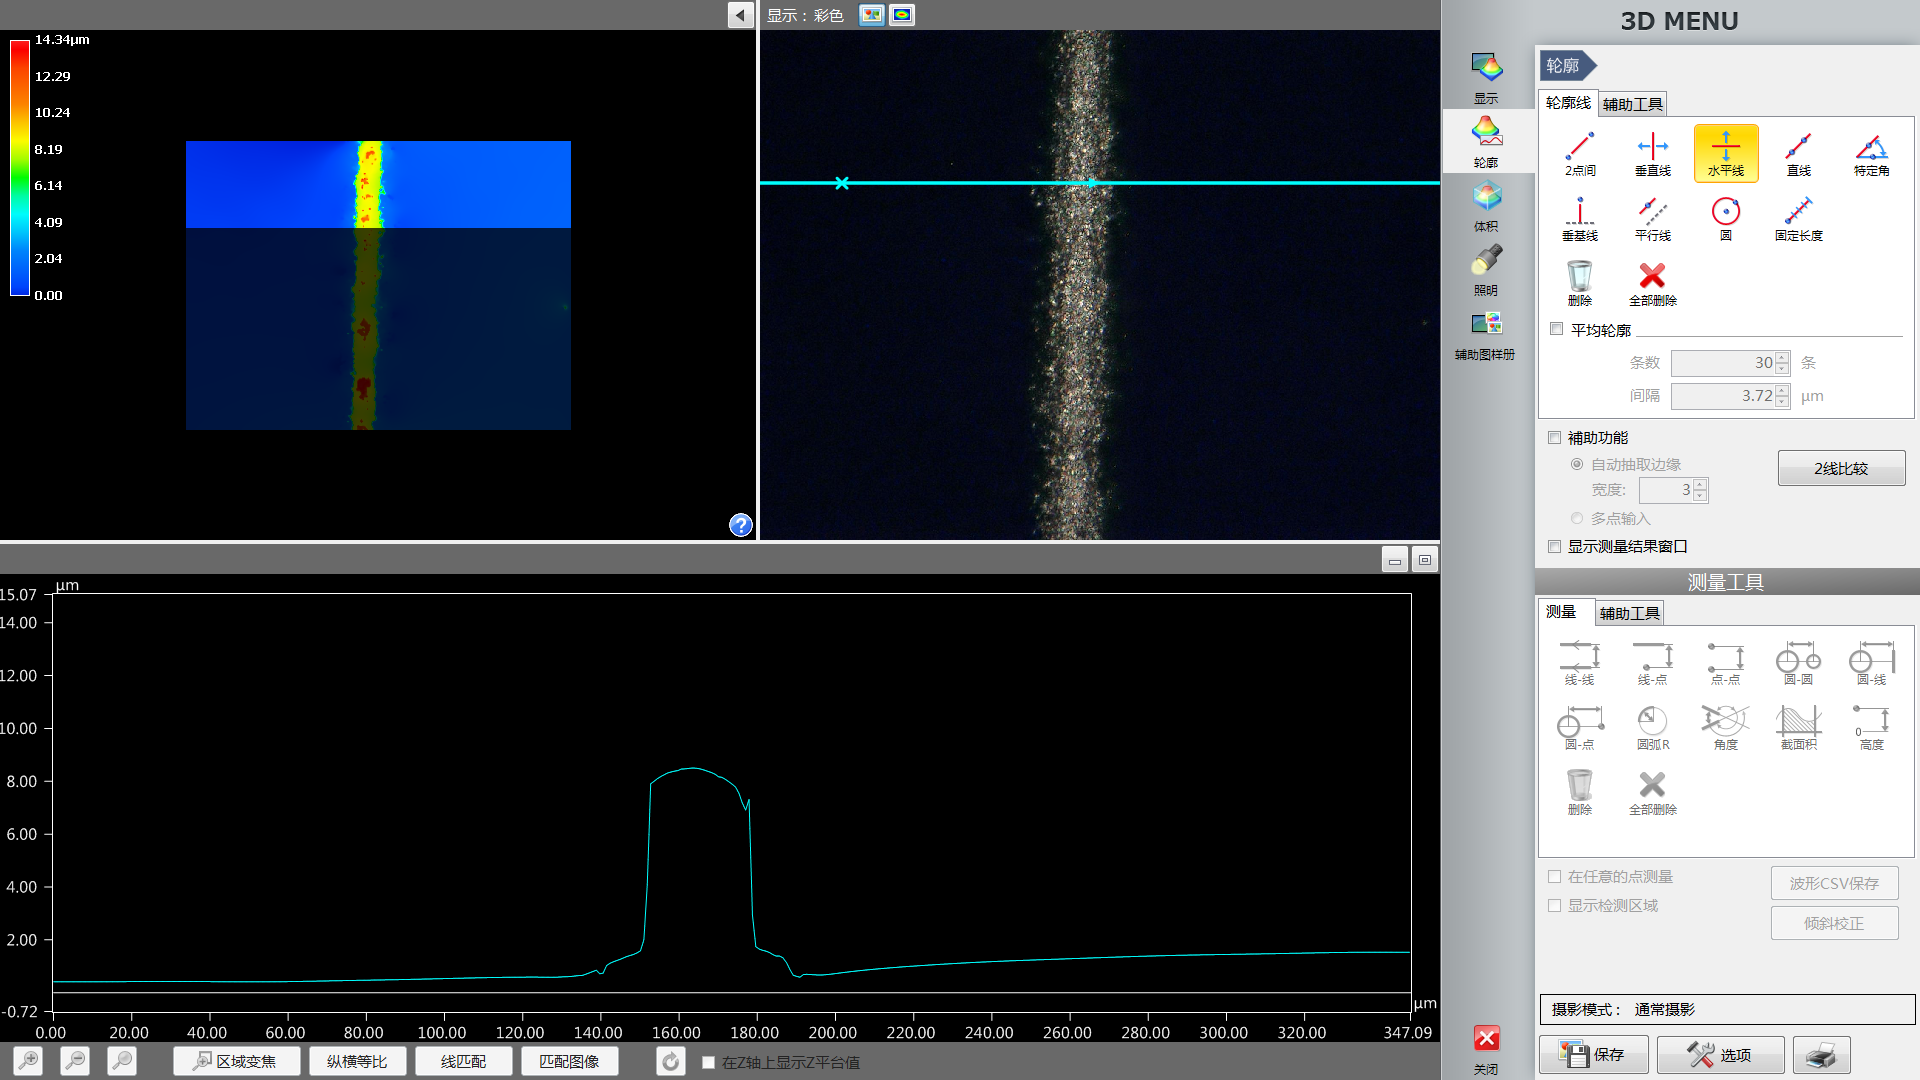 显示：彩色
3D MENU
14.34μm
12.29
10.24
8.19
6.14
4.09
2.04
0.00
?
显示
轮廓
体积
照明
辅助图样册
关闭
轮廓
轮廓线 辅助工具
2点间 垂直线 水平线 直线 特定角
垂基线 平行线 圆 固定长度
删除 全部删除
平均轮廓
条数 30 条
间隔 3.72 μm
補助功能
自动抽取边缘
宽度: 3
2线比较
多点输入
显示测量结果窗口
测量工具
测量 辅助工具
线-线 线-点 点-点 圆-圆 圆-线
圆-点 圆弧R 角度 截面积 高度
删除 全部删除
在任意的点测量
显示检测区域
波形CSV保存
倾斜校正
摄影模式： 通常摄影
保存 选项
μm
15.07
14.00
12.00
10.00
8.00
6.00
4.00
2.00
-0.72
μm
0.00 20.00 40.00 60.00 80.00 100.00 120.00 140.00 160.00 180.00 200.00 220.00 240.00 260.00 280.00 300.00 320.00 347.09
区域变焦 纵横等比 线匹配 匹配图像 在Z轴上显示Z平台值